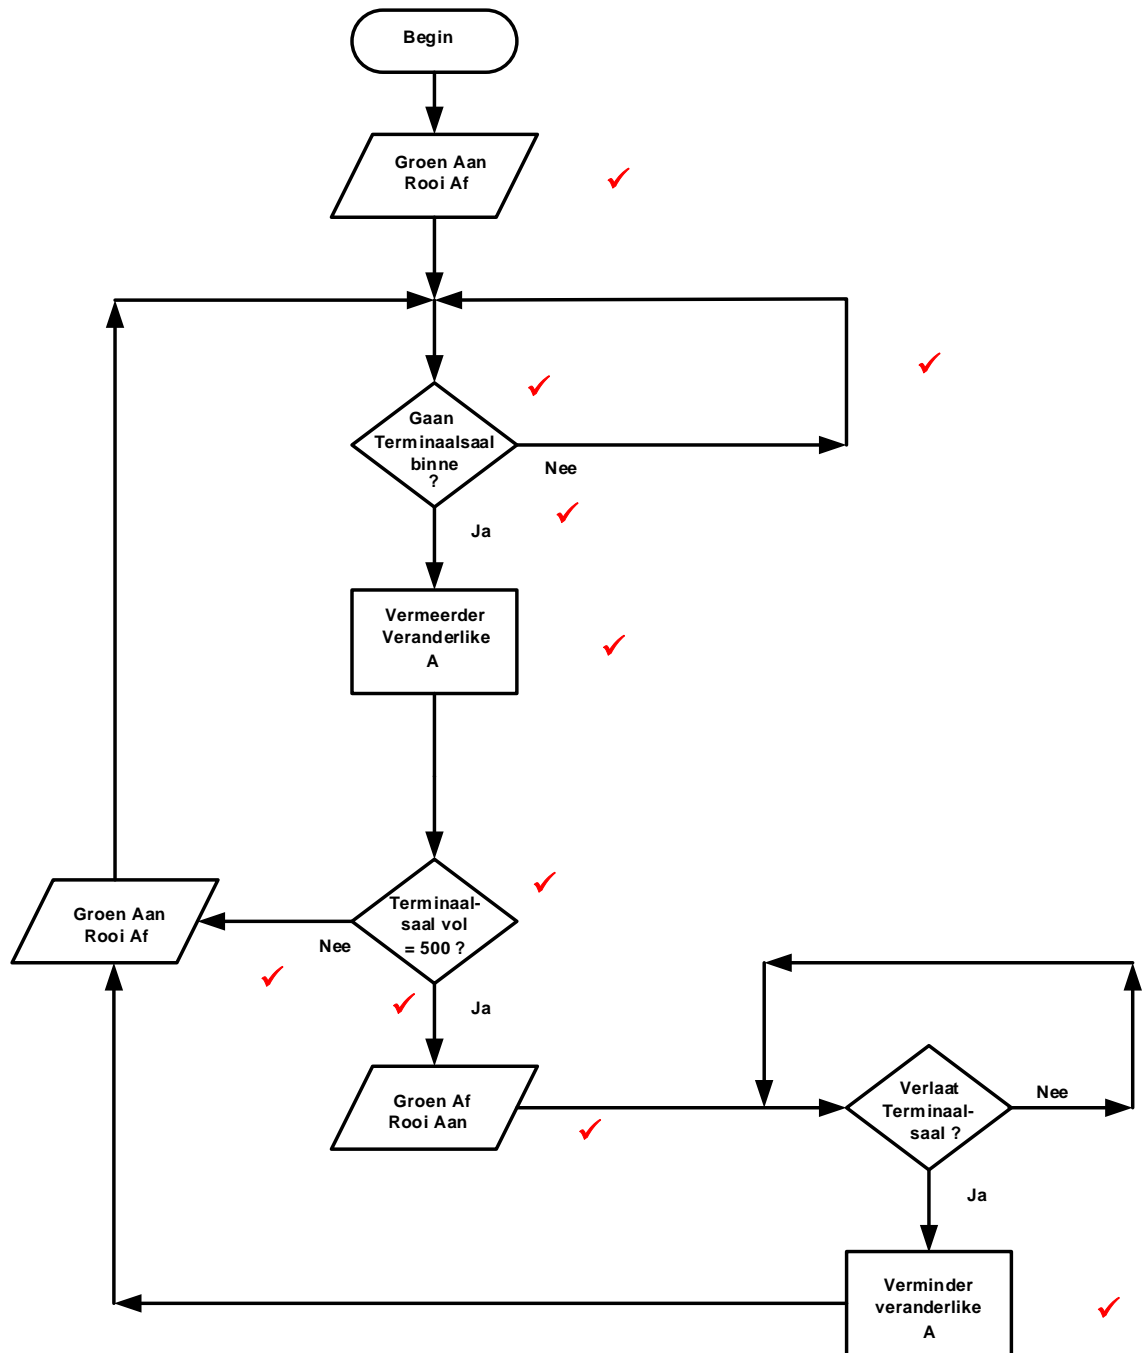 Begin
Groen Aan
Rooi Af
Gaan
Terminaalsaal
binne
?
Nee
Ja
Vermeerder
Veranderlike
A
Terminaal-
saal vol
= 500 ?
Nee
Ja
Groen Aan
Rooi Af
Groen Af
Rooi Aan
Verlaat
Terminaal-
saal ?
Nee
Ja
Verminder
veranderlike
A